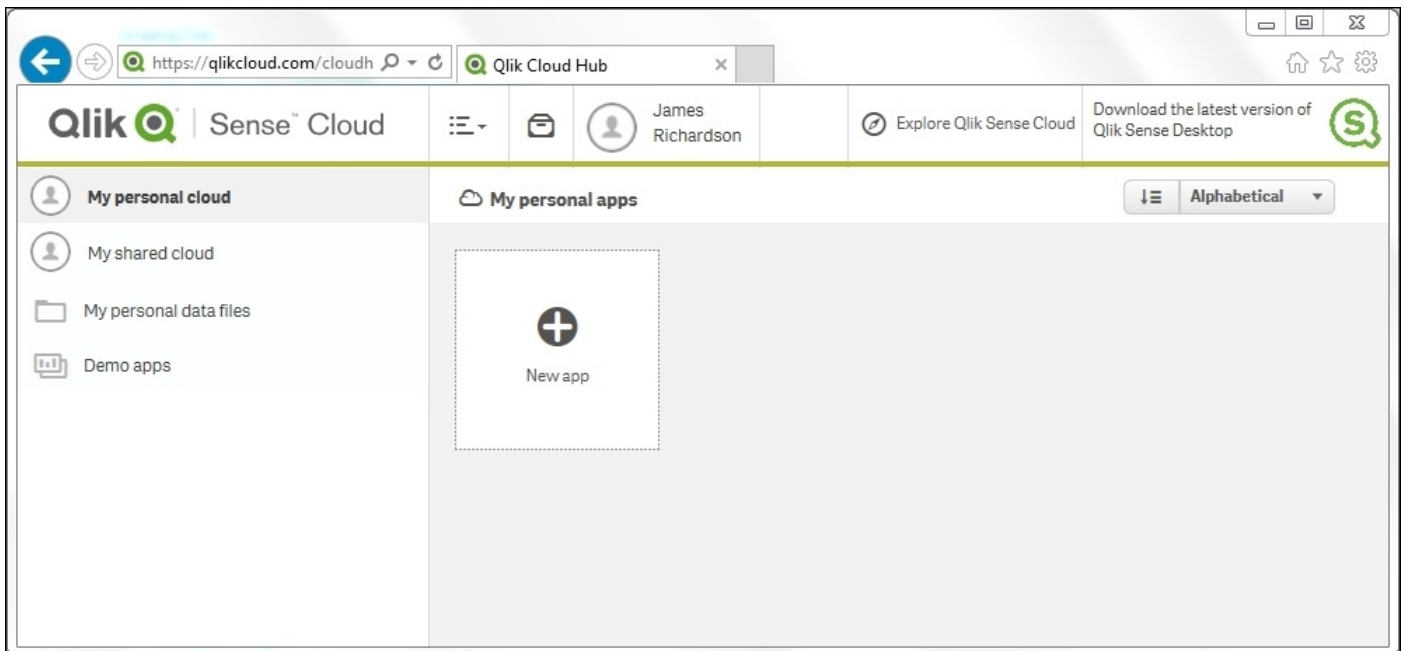 https://qlikcloud.com/cloudh
Qlik Cloud Hub
Qlik Sense™ Cloud
James
Richardson
Explore Qlik Sense Cloud
Download the latest version of
Qlik Sense Desktop
S
My personal cloud
My personal apps
Alphabetical
My shared cloud
My personal data files
New app
Demo apps